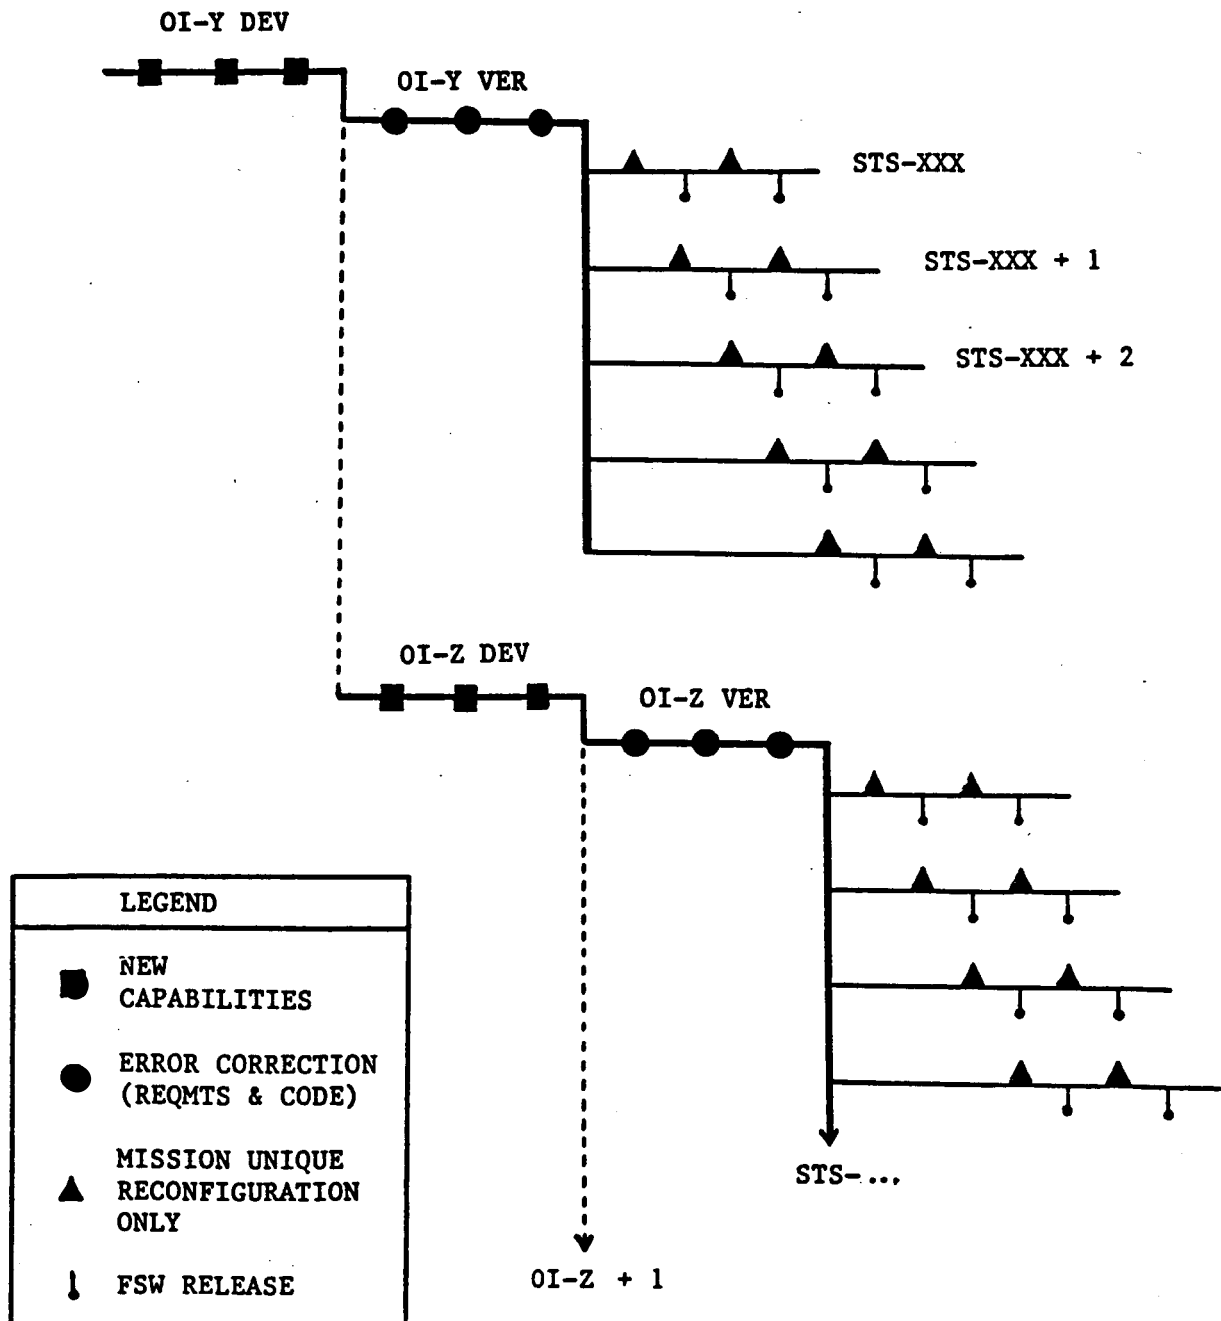 OI-Y DEV
OI-Y VER
STS-XXX
STS-XXX + 1
STS-XXX + 2
OI-Z DEV
OI-Z VER
LEGEND
NEW
CAPABILITIES
ERROR CORRECTION
(REQMTS & CODE)
MISSION UNIQUE
RECONFIGURATION
ONLY
FSW RELEASE
STS-...
OI-Z + 1